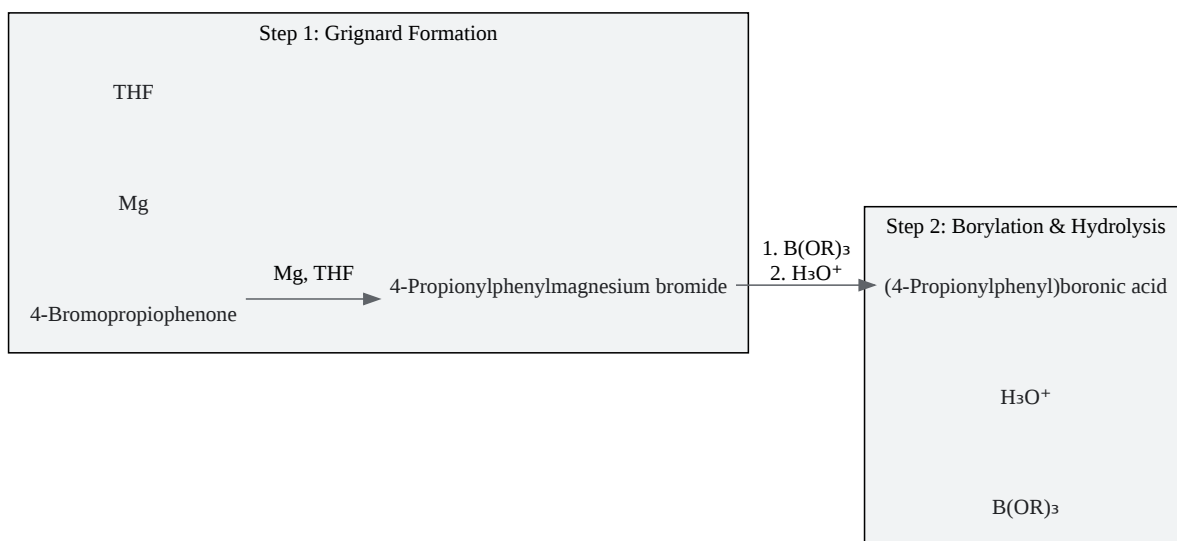 Step 1: Grignard Formation
THF
Mg
4-Bromopropiophenone
Mg, THF
4-Propionylphenylmagnesium bromide
1. B(OR)₃
2. H₃O⁺
Step 2: Borylation & Hydrolysis
(4-Propionylphenyl)boronic acid
H₃O⁺
B(OR)₃